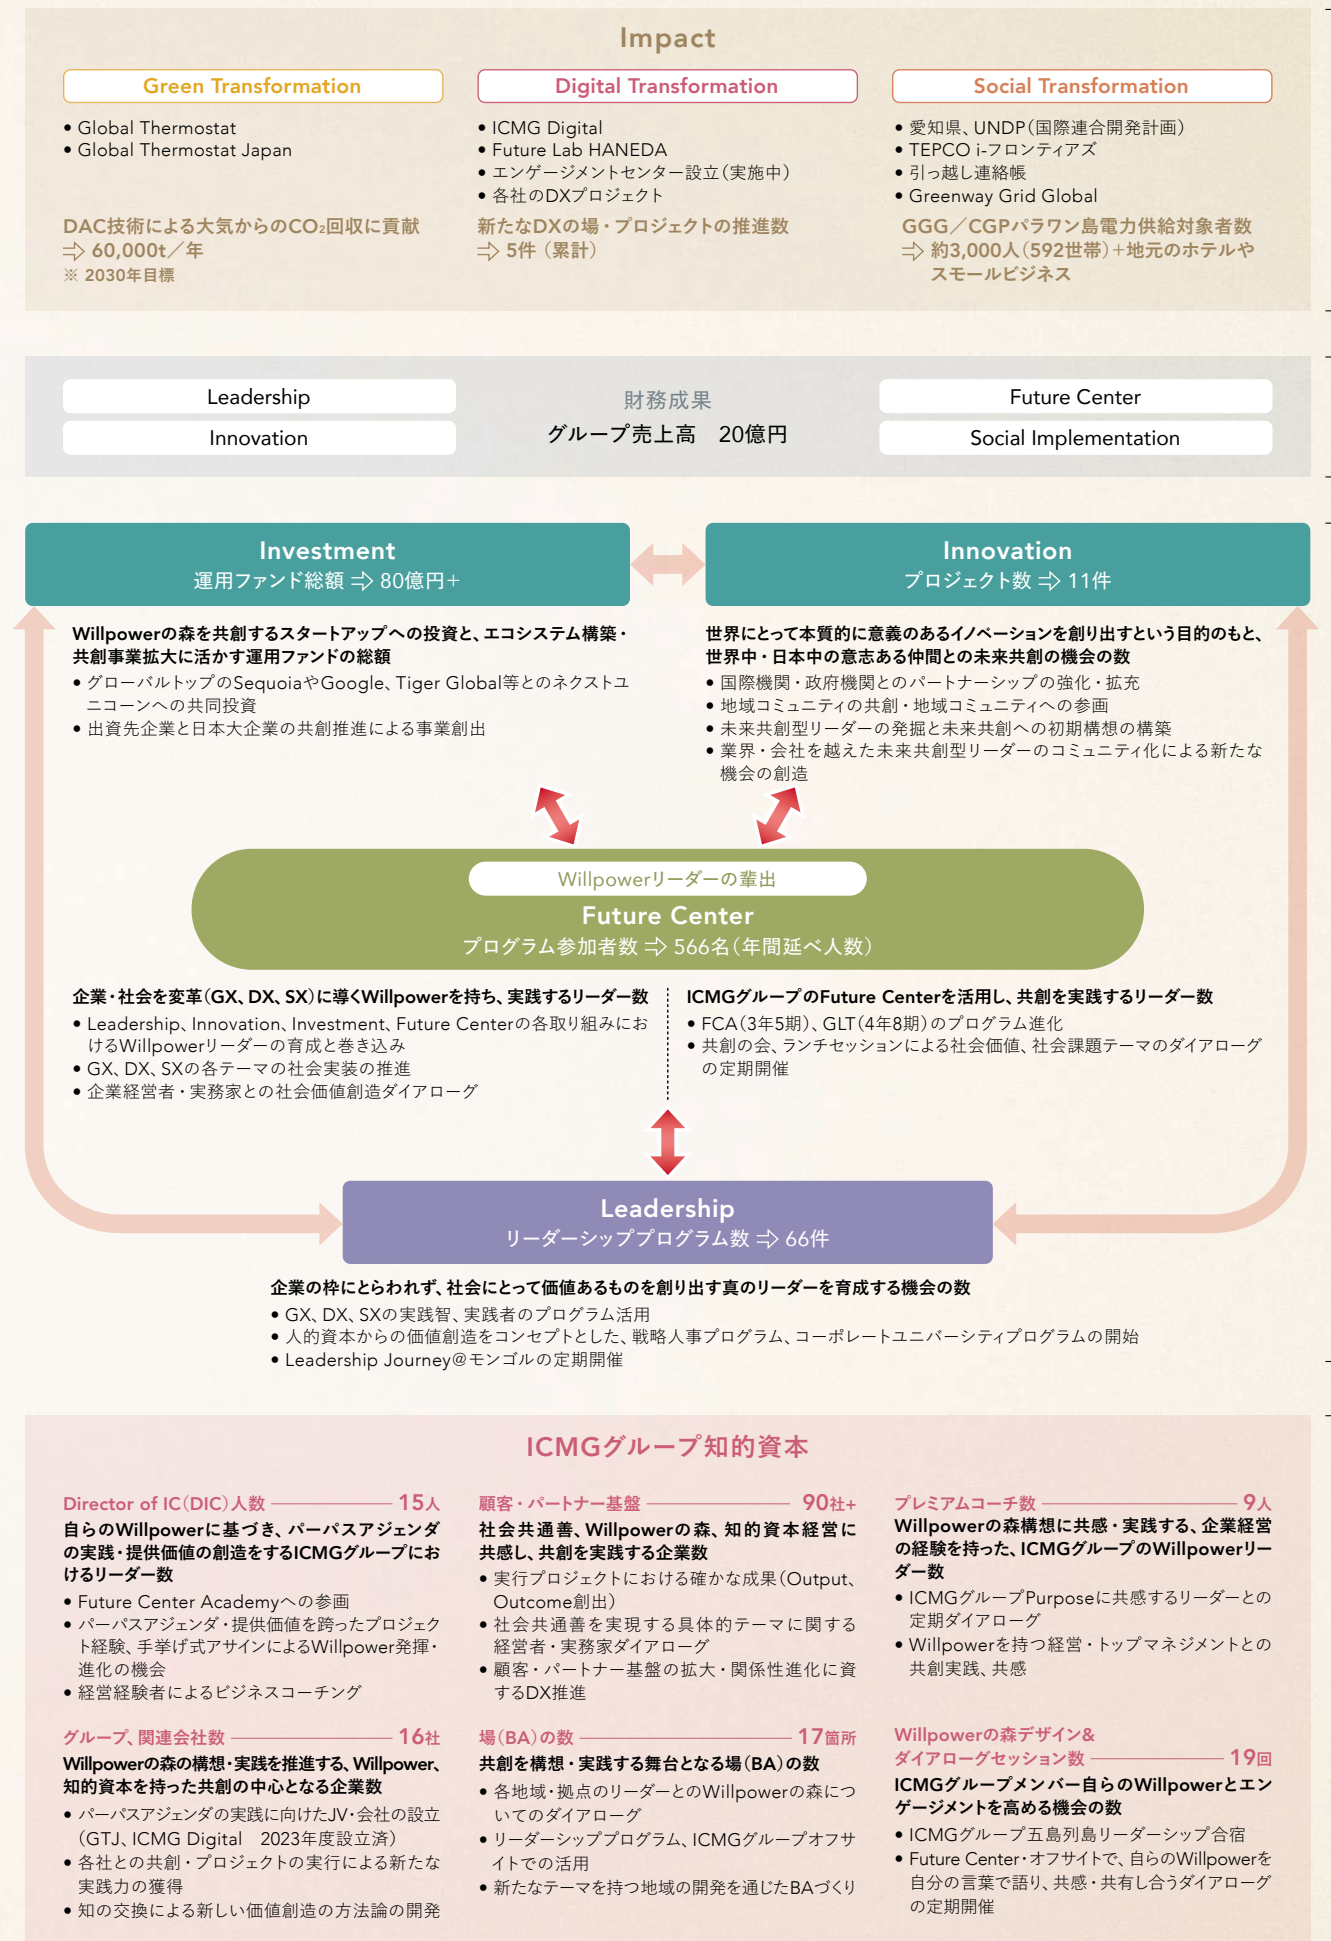 Impact
Green Transformation
• Global Thermostat
• Global Thermostat Japan
DAC技術による大気からのCO₂回収に貢献
⇨ 60,000t／年
※ 2030年目標
Digital Transformation
• ICMG Digital
• Future Lab HANEDA
• エンゲージメントセンター設立（実施中）
• 各社のDXプロジェクト
新たなDXの場・プロジェクトの推進数
⇨ 5件（累計）
Social Transformation
• 愛知県、UNDP（国際連合開発計画）
• TEPCO i-フロンティアズ
• 引っ越し連絡帳
• Greenway Grid Global
GGG／CGPパラワン島電力供給対象者数
⇨ 約3,000人（592世帯）＋地元のホテルや
スモールビジネス
Leadership
Innovation
財務成果
グループ売上高　20億円
Future Center
Social Implementation
Investment
運用ファンド総額 ⇨ 80億円＋
Willpowerの森を共創するスタートアップへの投資と、エコシステム構築・
共創事業拡大に活かす運用ファンドの総額
• グローバルトップのSequoiaやGoogle、Tiger Global等とのネクストユ
ニコーンへの共同投資
• 出資先企業と日本大企業の共創推進による事業創出
Innovation
プロジェクト数 ⇨ 11件
世界にとって本質的に意義のあるイノベーションを創り出すという目的のもと、
世界中・日本中の意志ある仲間との未来共創の機会の数
• 国際機関・政府機関とのパートナーシップの強化・拡充
• 地域コミュニティの共創・地域コミュニティへの参画
• 未来共創型リーダーの発掘と未来共創への初期構想の構築
• 業界・会社を越えた未来共創型リーダーのコミュニティ化による新たな
機会の創造
Willpowerリーダーの輩出
Future Center
プログラム参加者数 ⇨ 566名（年間延べ人数）
企業・社会を変革（GX、DX、SX）に導くWillpowerを持ち、実践するリーダー数
• Leadership、Innovation、Investment、Future Centerの各取り組みにお
けるWillpowerリーダーの育成と巻き込み
• GX、DX、SXの各テーマの社会実装の推進
• 企業経営者・実務家との社会価値創造ダイアローグ
ICMGグループのFuture Centerを活用し、共創を実践するリーダー数
• FCA（3年5期）、GLT（4年8期）のプログラム進化
• 共創の会、ランチセッションによる社会価値、社会課題テーマのダイアローグ
の定期開催
Leadership
リーダーシッププログラム数 ⇨ 66件
企業の枠にとらわれず、社会にとって価値あるものを創り出す真のリーダーを育成する機会の数
• GX、DX、SXの実践智、実践者のプログラム活用
• 人的資本からの価値創造をコンセプトとした、戦略人事プログラム、コーポレートユニバーシティプログラムの開始
• Leadership Journey＠モンゴルの定期開催
ICMGグループ知的資本
Director of IC（DIC）人数 15人
自らのWillpowerに基づき、パーパスアジェンダ
の実践・提供価値の創造をするICMGグループにお
けるリーダー数
• Future Center Academyへの参画
• パーパスアジェンダ・提供価値を跨ったプロジェク
ト経験、手挙げ式アサインによるWillpower発揮・
進化の機会
• 経営経験者によるビジネスコーチング
顧客・パートナー基盤 90社+
社会共通善、Willpowerの森、知的資本経営に
共感し、共創を実践する企業数
• 実行プロジェクトにおける確かな成果（Output、
Outcome創出）
• 社会共通善を実現する具体的テーマに関する
経営者・実務家ダイアローグ
• 顧客・パートナー基盤の拡大・関係性進化に資
するDX推進
プレミアムコーチ数 9人
Willpowerの森構想に共感・実践する、企業経営
の経験を持った、ICMGグループのWillpowerリー
ダー数
• ICMGグループPurposeに共感するリーダーとの
定期ダイアローグ
• Willpowerを持つ経営・トップマネジメントとの
共創実践、共感
グループ、関連会社数 16社
Willpowerの森の構想・実践を推進する、Willpower、
知的資本を持った共創の中心となる企業数
• パーパスアジェンダの実践に向けたJV・会社の設立
（GTJ、ICMG Digital　2023年度設立済）
• 各社との共創・プロジェクトの実行による新たな
実践力の獲得
• 知の交換による新しい価値創造の方法論の開発
場（BA）の数 17箇所
共創を構想・実践する舞台となる場（BA）の数
• 各地域・拠点のリーダーとのWillpowerの森につ
いてのダイアローグ
• リーダーシッププログラム、ICMGグループオフサ
イトでの活用
• 新たなテーマを持つ地域の開発を通じたBAづくり
Willpowerの森デザイン&
ダイアローグセッション数 19回
ICMGグループメンバー自らのWillpowerとエン
ゲージメントを高める機会の数
• ICMGグループ五島列島リーダーシップ合宿
• Future Center・オフサイトで、自らのWillpowerを
自分の言葉で語り、共感・共有し合うダイアローグ
の定期開催